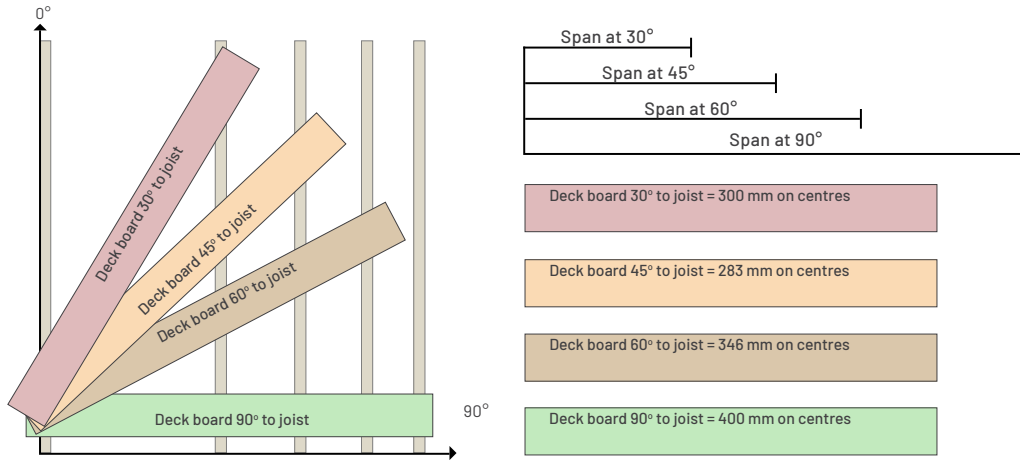 0°
Deck board 30° to joist
Deck board 45° to joist
Deck board 60° to joist
Deck board 90° to joist
90°
Span at 30°
Span at 45°
Span at 60°
Span at 90°
Deck board 30° to joist = 300 mm on centres
Deck board 45° to joist = 283 mm on centres
Deck board 60° to joist = 346 mm on centres
Deck board 90° to joist = 400 mm on centres